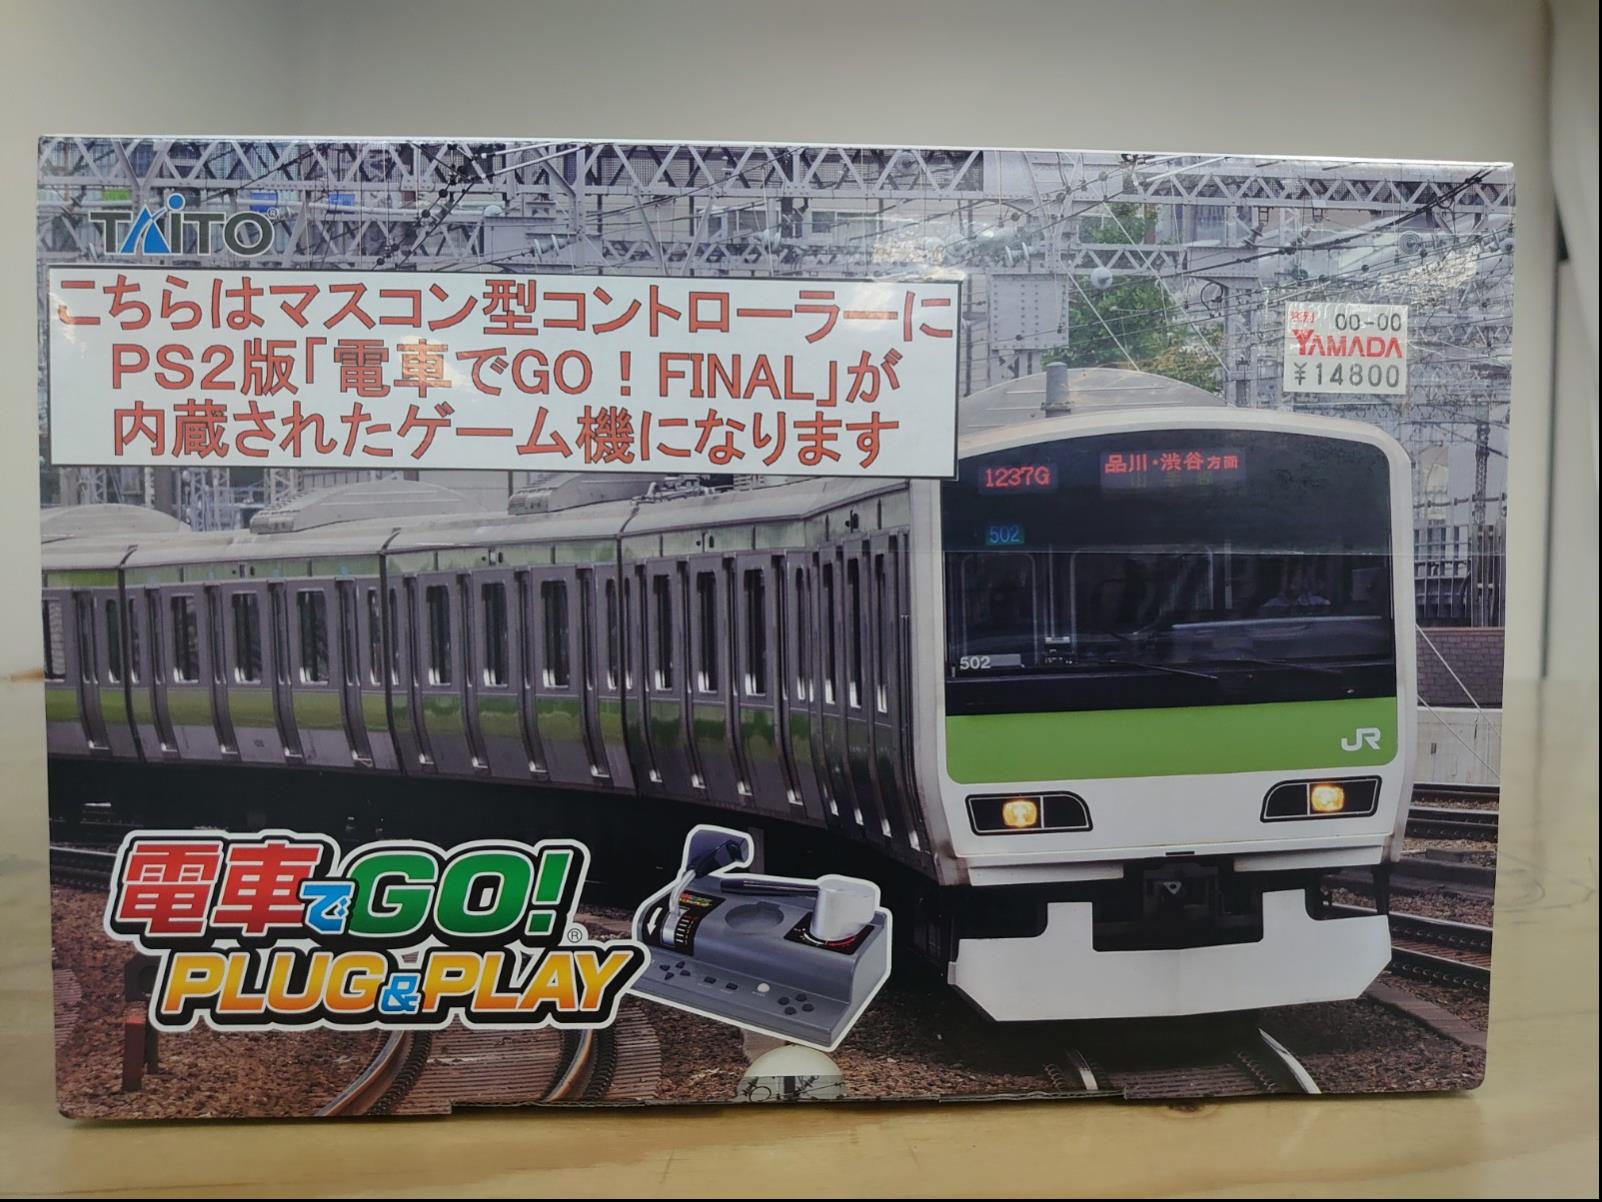 TAITO®
こちらはマスコン型コントローラーに
PS2版「電車でGO！FINAL」が
内蔵されたゲーム機になります
00-00
YAMADA
¥14800
1237G
品川・渋谷方面
502
502
JR
電車でGO!®
PLUG&PLAY